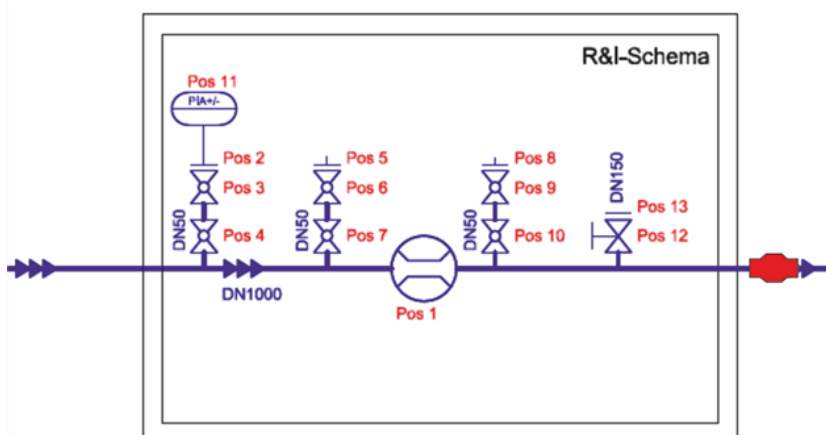 R&I-Schema
Pos 11
PIA+/-
Pos 2
Pos 5
Pos 8
DN150
Pos 3
Pos 6
Pos 9
Pos 13
DN50
Pos 4
DN50
Pos 7
DN50
Pos 10
Pos 12
DN1000
Pos 1